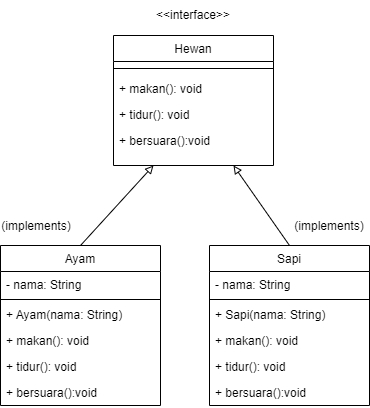 <<interface>>
Hewan
+ makan(): void
+ tidur(): void
+ bersuara():void
(implements)
(implements)
Ayam
- nama: String
+ Ayam(nama: String)
+ makan(): void
+ tidur(): void
+ bersuara():void
Sapi
- nama: String
+ Sapi(nama: String)
+ makan(): void
+ tidur(): void
+ bersuara():void